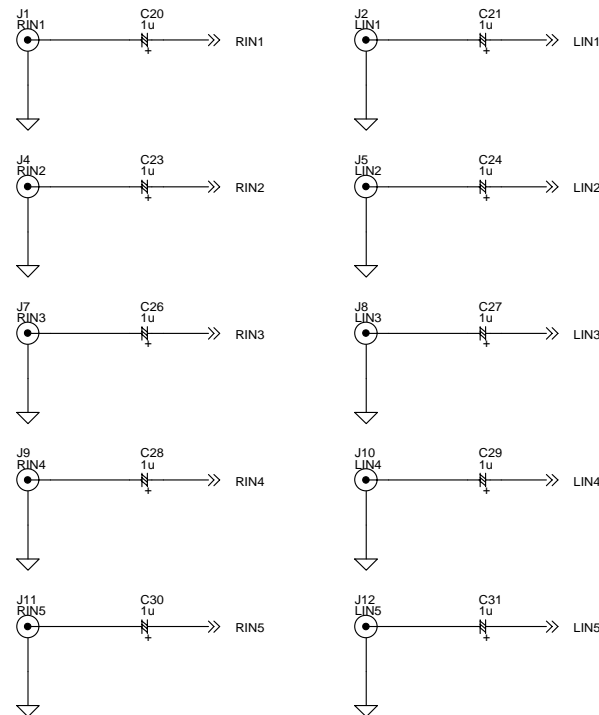 J1
RIN1
C20
1u
+
RIN1
J2
LIN1
C21
1u
+
LIN1
J4
RIN2
C23
1u
+
RIN2
J5
LIN2
C24
1u
+
LIN2
J7
RIN3
C26
1u
+
RIN3
J8
LIN3
C27
1u
+
LIN3
J9
RIN4
C28
1u
+
RIN4
J10
LIN4
C29
1u
+
LIN4
J11
RIN5
C30
1u
+
RIN5
J12
LIN5
C31
1u
+
LIN5